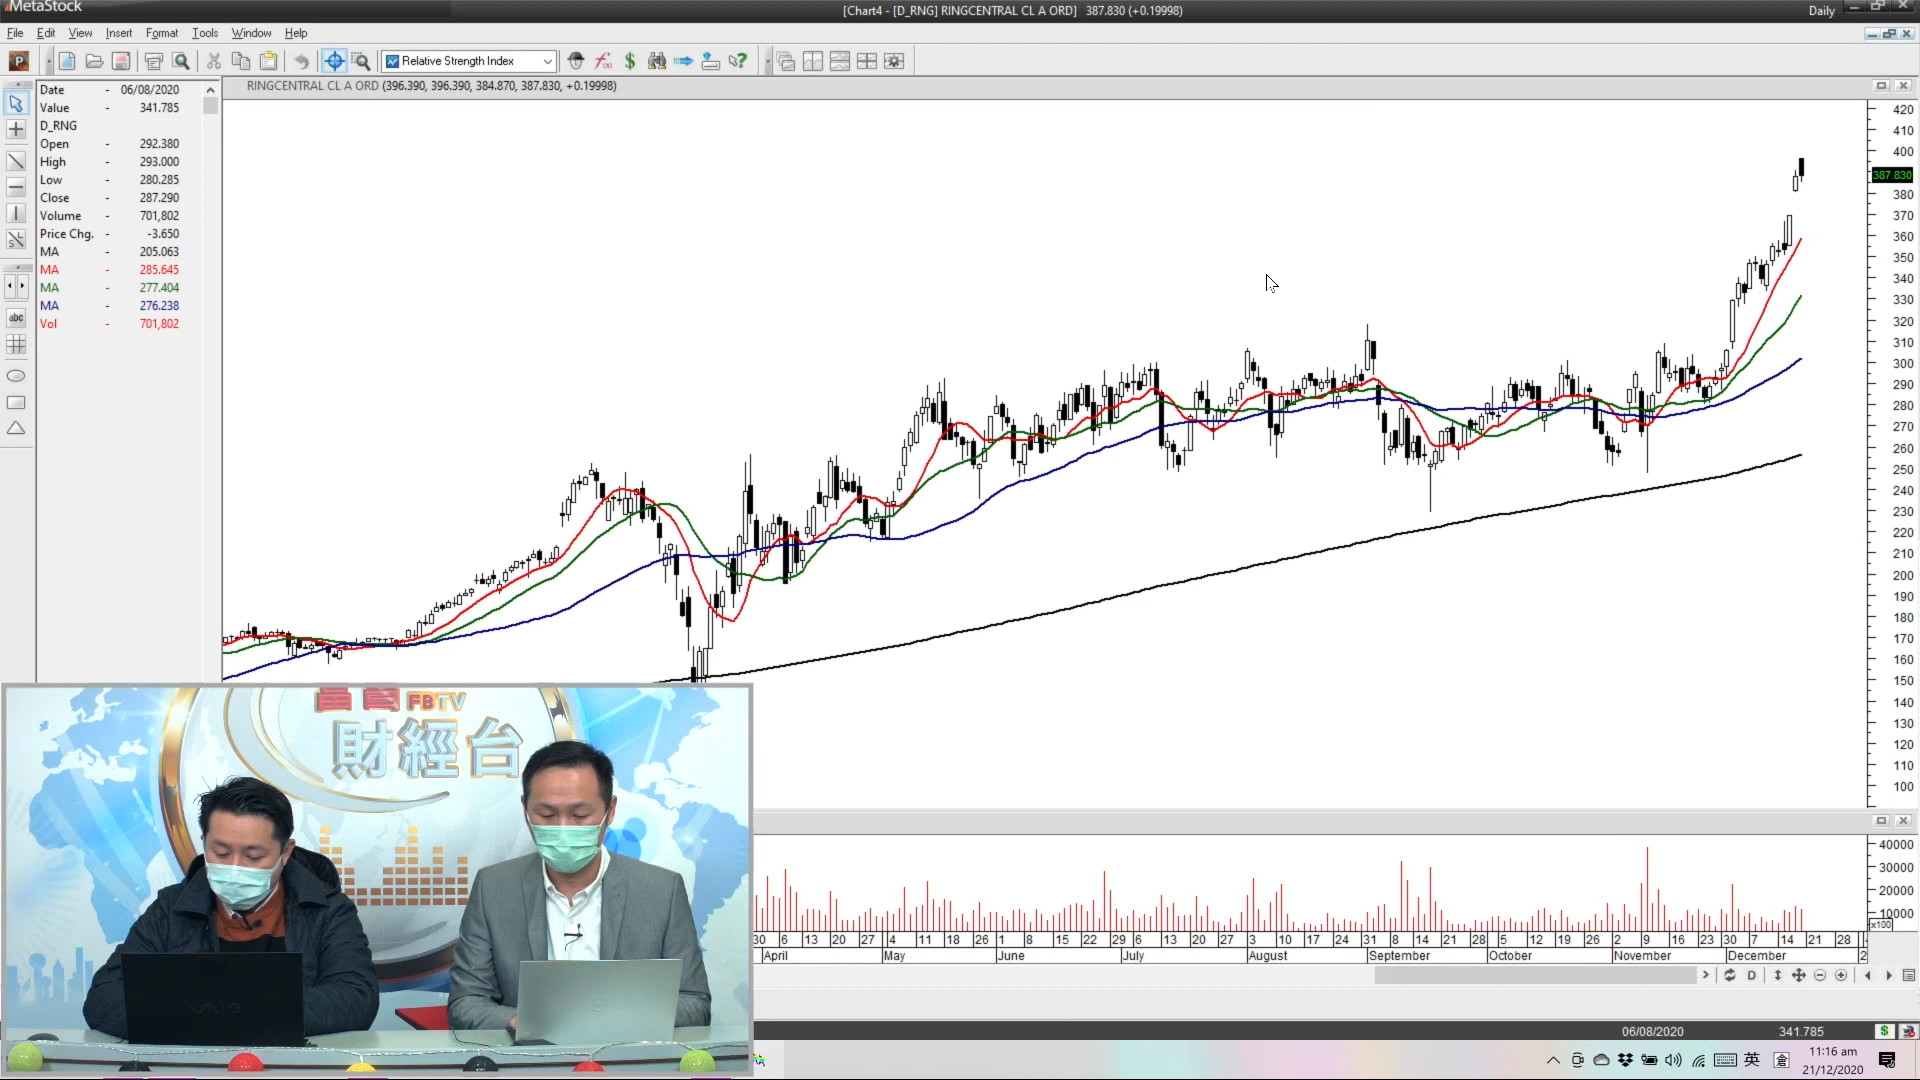 MetaStock
[Chart4 - [D_RNG] RINGCENTRAL CL A ORD] 387.830 (+0.19998)
Daily
File Edit View Insert Format Tools Window Help
Relative Strength Index
RINGCENTRAL CL A ORD (396.390, 396.390, 384.870, 387.830, +0.19998)
Date - 06/08/2020
Value - 341.785
D_RNG
Open - 292.380
High - 293.000
Low - 280.285
Close - 287.290
Volume - 701,802
Price Chg. - -3.650
MA - 205.063
MA - 285.645
MA - 277.404
MA - 276.238
Vol - 701,802
abc
420
410
400
387.830
380
370
360
350
340
330
320
310
300
290
280
270
260
250
240
230
220
210
200
190
180
170
160
150
140
130
120
110
100
富寶 FBTV
財經台
VAIO
40000
30000
20000
10000
x100
30 6 13 20 27 4 11 18 26 1 8 15 22 29 6 13 20 27 3 10 17 24 31 8 14 21 28 5 12 19 26 2 9 16 23 30 7 14 21 28
April May June July August September October November December 2
D
06/08/2020 341.785
英 倉
11:16 am
21/12/2020